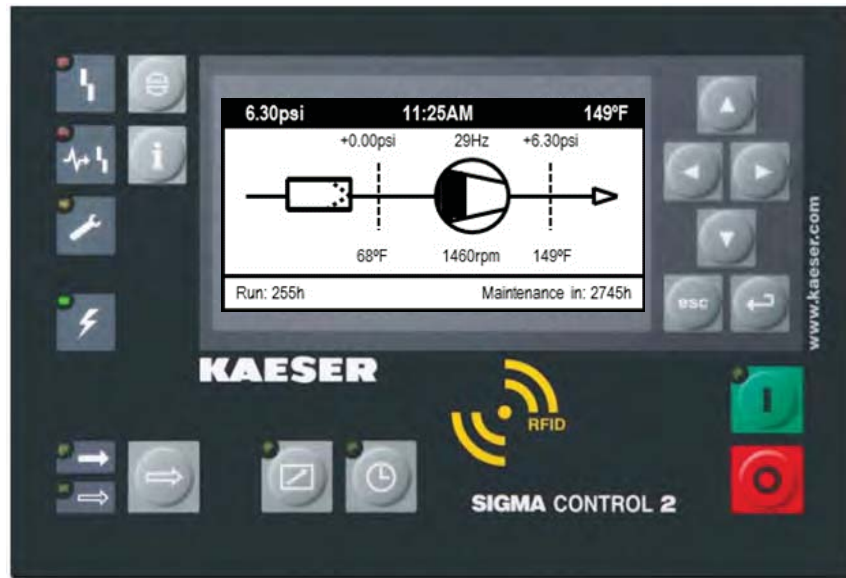 6.30psi 11:25AM 149ºF
+0.00psi 29Hz +6.30psi
68ºF 1460rpm 149ºF
Run: 255h Maintenance in: 2745h
esc
www.kaeser.com
KAESER
RFID
SIGMA CONTROL 2